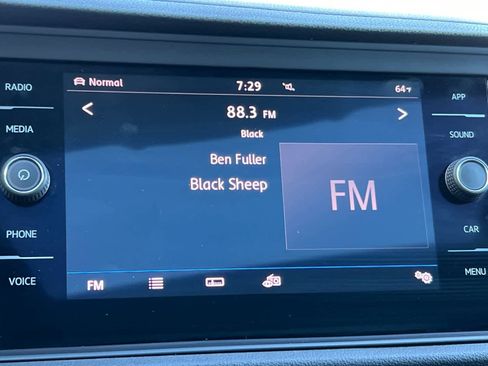 RADIO
MEDIA
PHONE
VOICE
Normal 7:29 64°F
88.3 FM
Black
Ben Fuller
Black Sheep
FM
FM
APP
SOUND
CAR
MENU